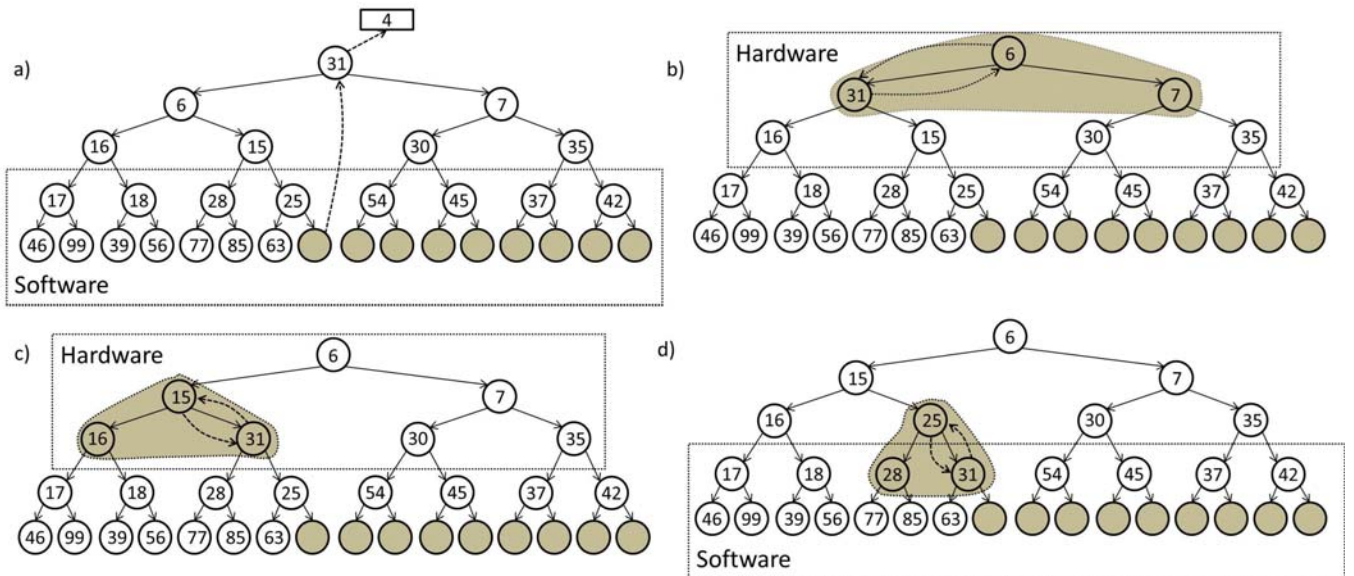 4
a)
31
6 7
16 15 30 35
17 18 28 25 54 45 37 42
46 99 39 56 77 85 63
Software
b)
Hardware
6
31 7
16 15 30 35
17 18 28 25 54 45 37 42
46 99 39 56 77 85 63
c)
Hardware
6
15 7
16 31 30 35
17 18 28 25 54 45 37 42
46 99 39 56 77 85 63
d)
6
15 7
16 25 30 35
17 18 28 31 54 45 37 42
46 99 39 56 77 85 63
Software